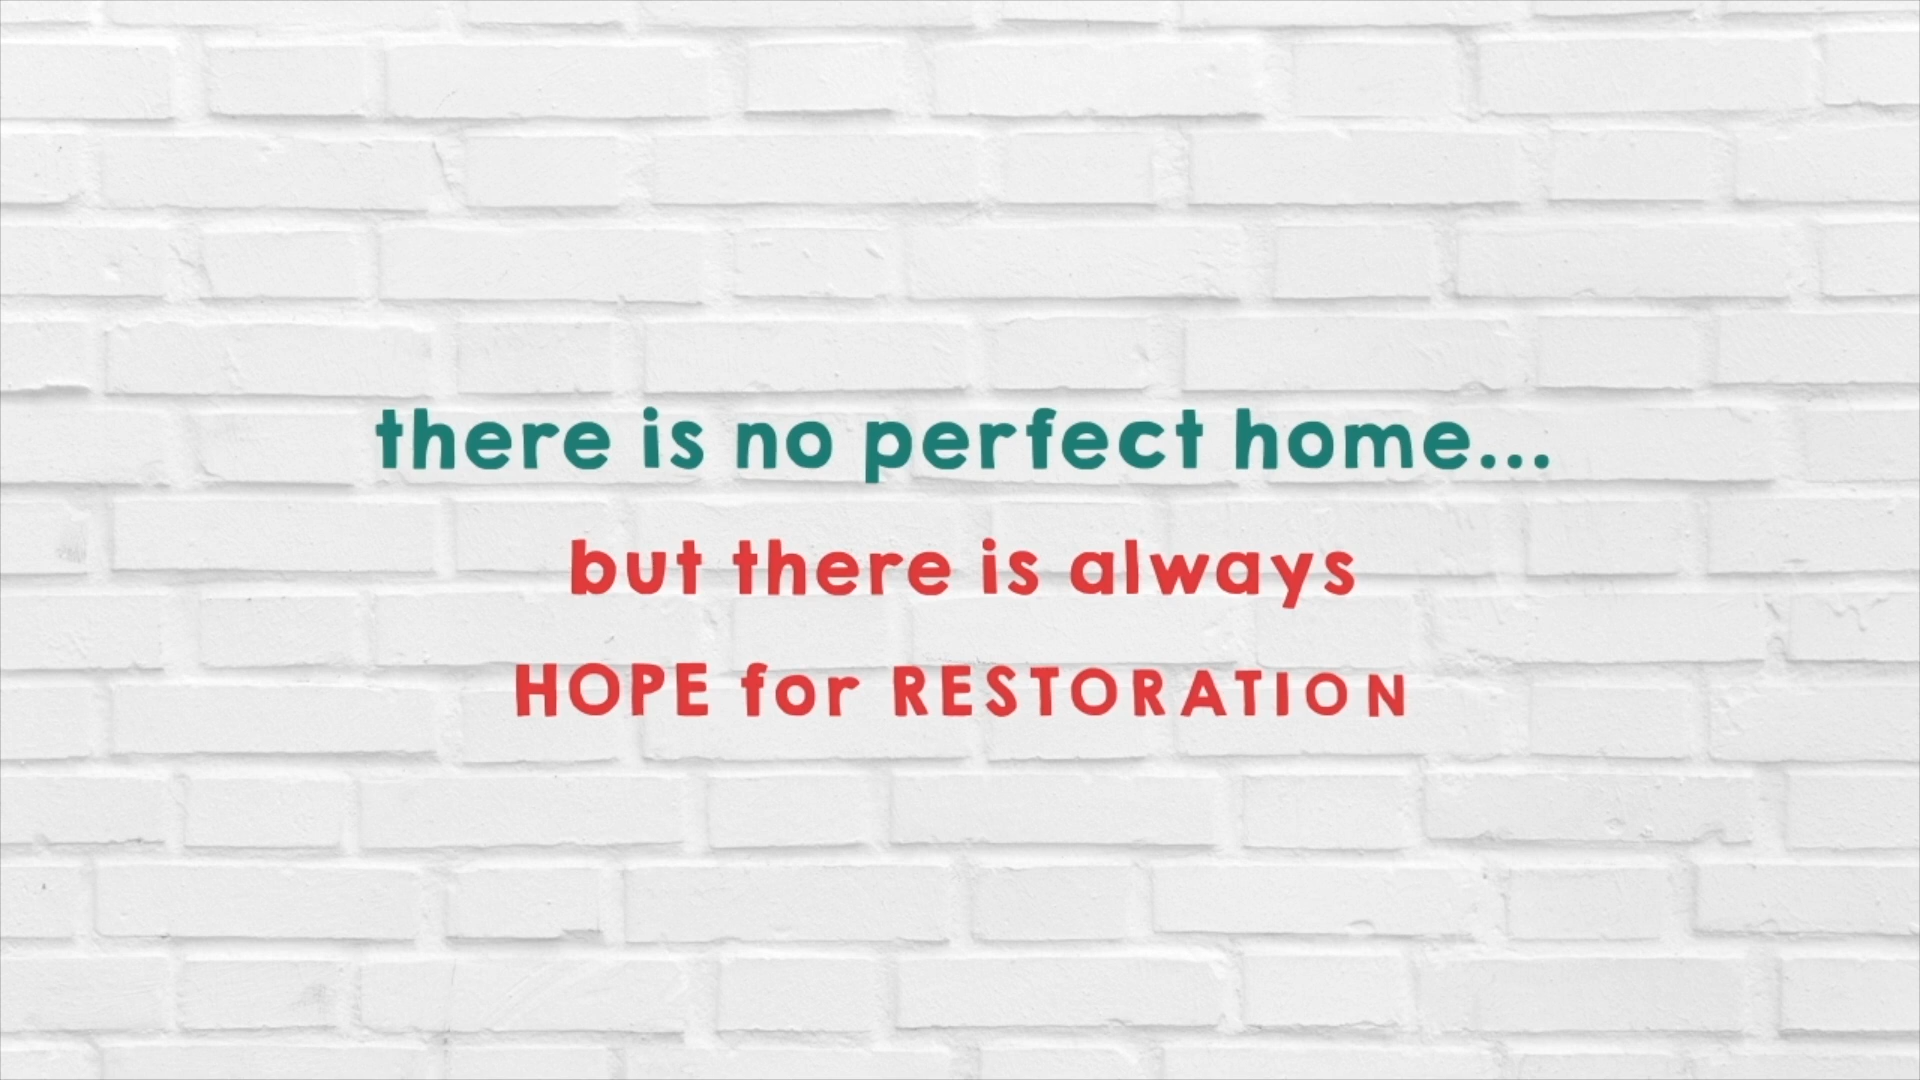 there is no perfect home...
but there is always
HOPE for RESTORATION